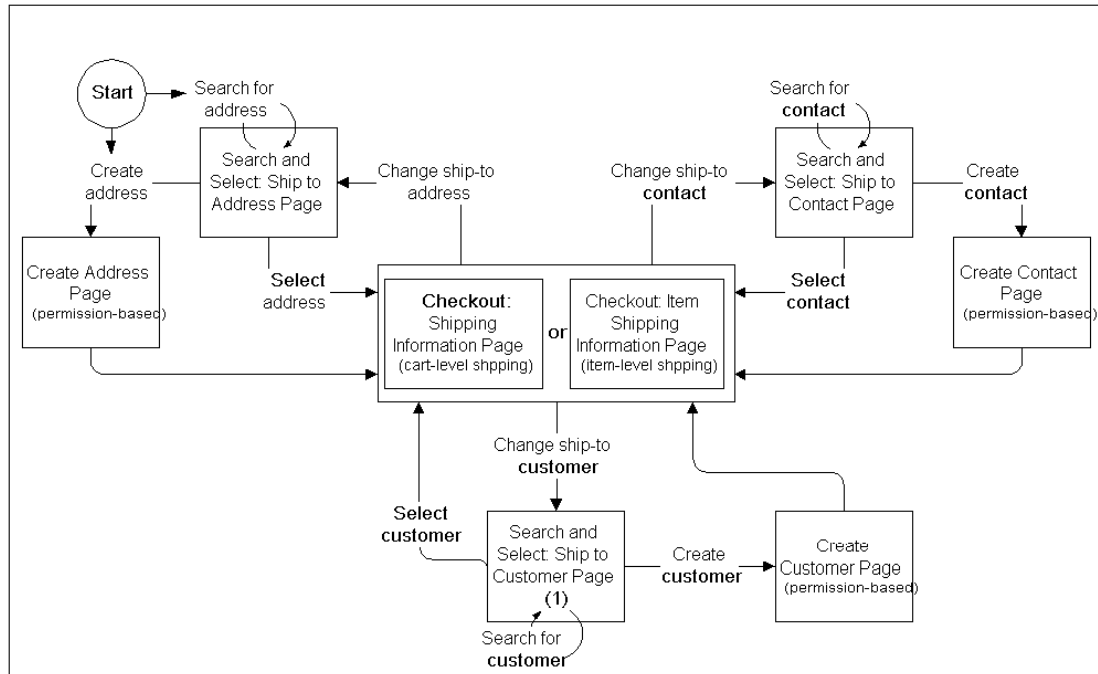 Start
Search for
address
Search for
contact
Create
address
Search and
Select: Ship to
Address Page
Change ship-to
address
Change ship-to
contact
Search and
Select: Ship to
Contact Page
Create
contact
Create Address
Page
(permission-based)
Select
address
Select
contact
Create Contact
Page
(permission-based)
Checkout:
Shipping
Information Page
(cart-level shpping)
or
Checkout: Item
Shipping
Information Page
(item-level shpping)
Change ship-to
customer
Select
customer
Search and
Select: Ship to
Customer Page
(1)
Create
customer
Create
Customer Page
(permission-based)
Search for
customer